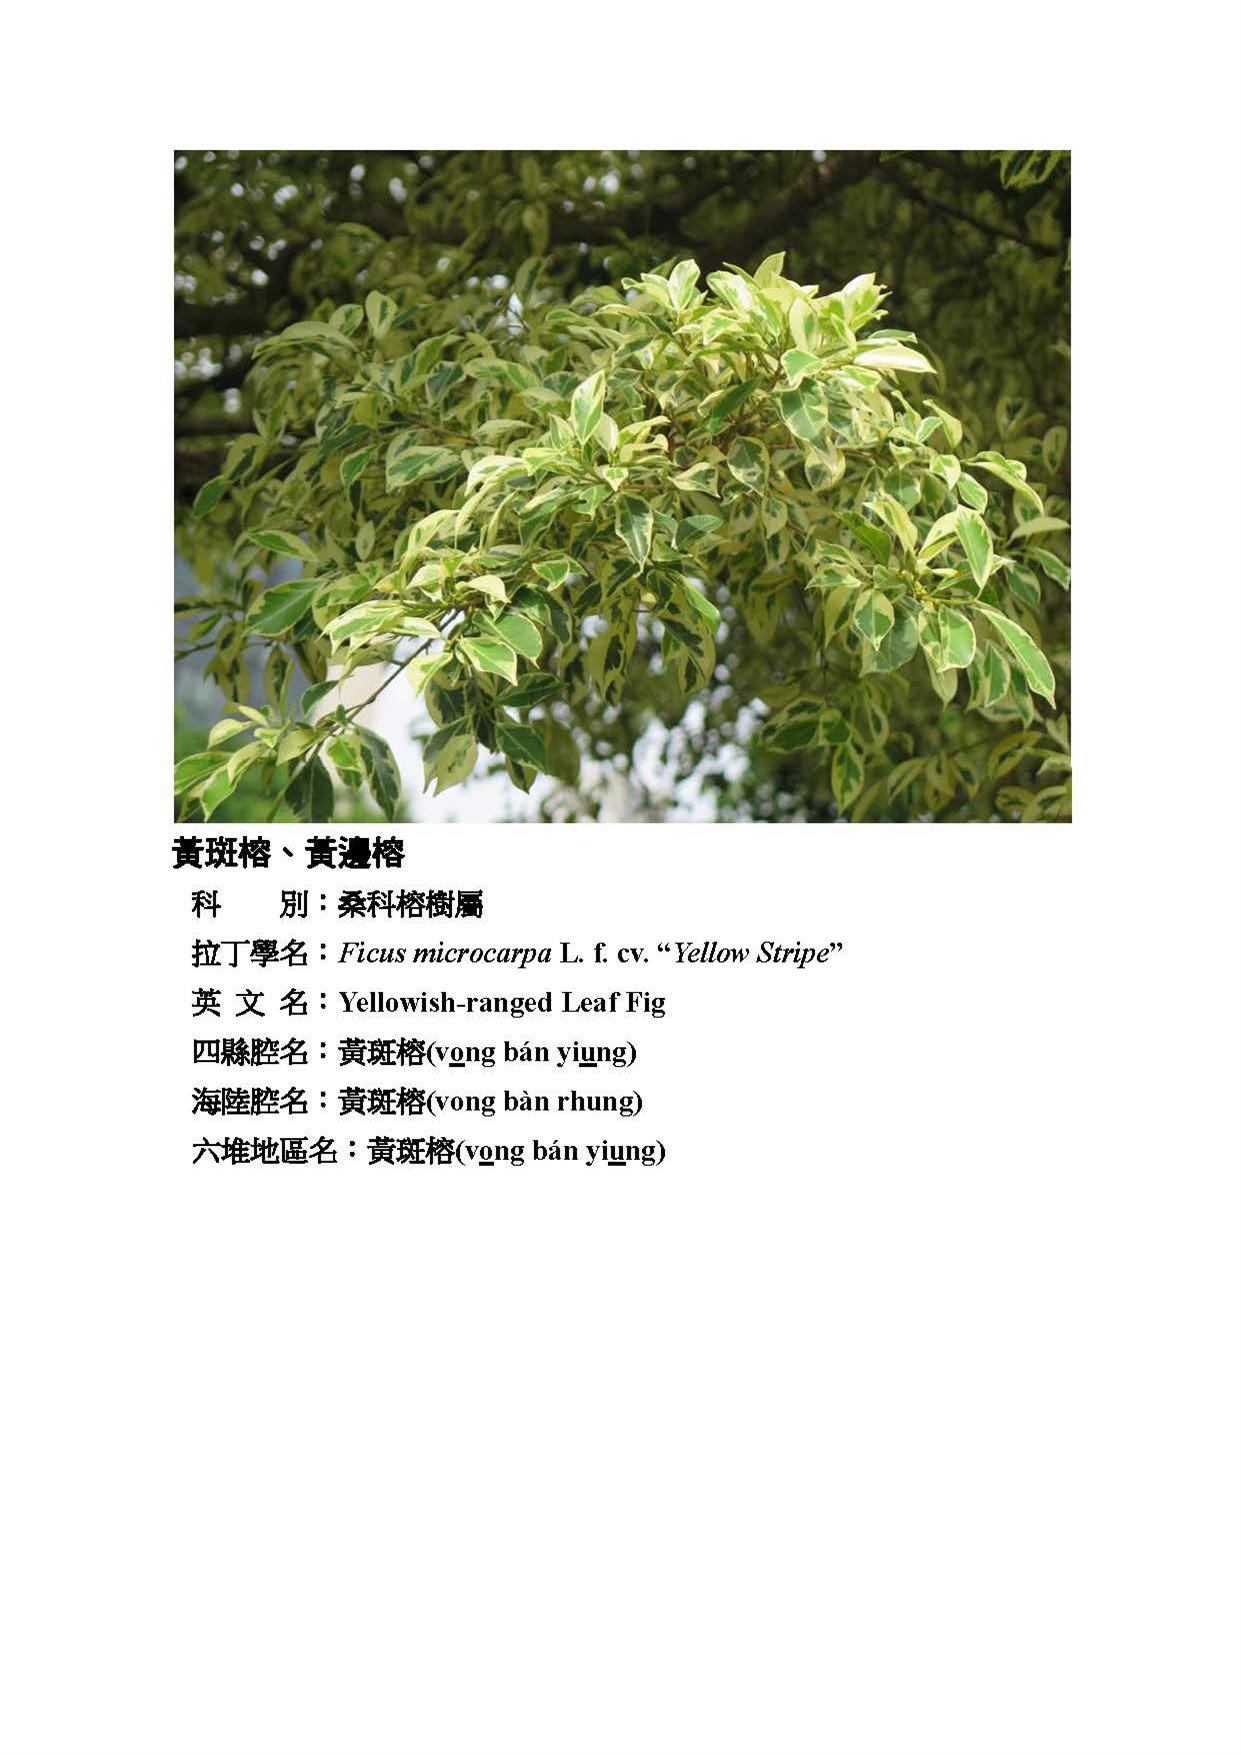 黃斑榕、黃邊榕
科　　別：桑科榕樹屬
拉丁學名：Ficus microcarpa L. f. cv. “Yellow Stripe”
英 文 名：Yellowish-ranged Leaf Fig
四縣腔名：黃斑榕(vong bán yiung)
海陸腔名：黃斑榕(vong bàn rhung)
六堆地區名：黃斑榕(vong bán yiung)